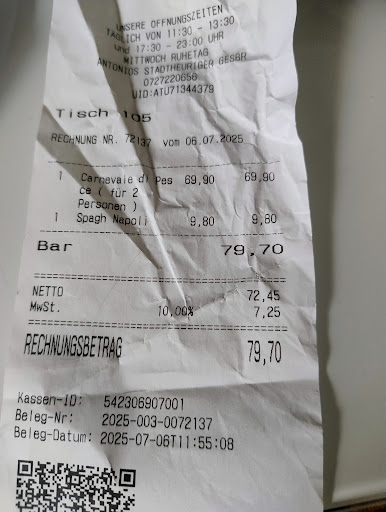 UNSERE ÖFFNUNGSZEITEN
TÄGLICH VON 11:30 - 13:30
und 17:30 - 23:00 UHR
MITTWOCH RUHETAG
ANTONIOS STADTHEURIGER GESBR
0727220656
UID:ATU71344379
Tisch 105
RECHNUNG NR. 72137 vom 06.07.2025
1 Carnevale di Pes 69,90 69,90
ce ( für 2
Personen )
1 Spagh Napoli 9,80 9,80
Bar 79,70
NETTO 72,45
MwSt. 10,00% 7,25
RECHNUNGSBETRAG 79,70
Kassen-ID: 542306907001
Beleg-Nr: 2025-003-0072137
Beleg-Datum: 2025-07-06T11:55:08